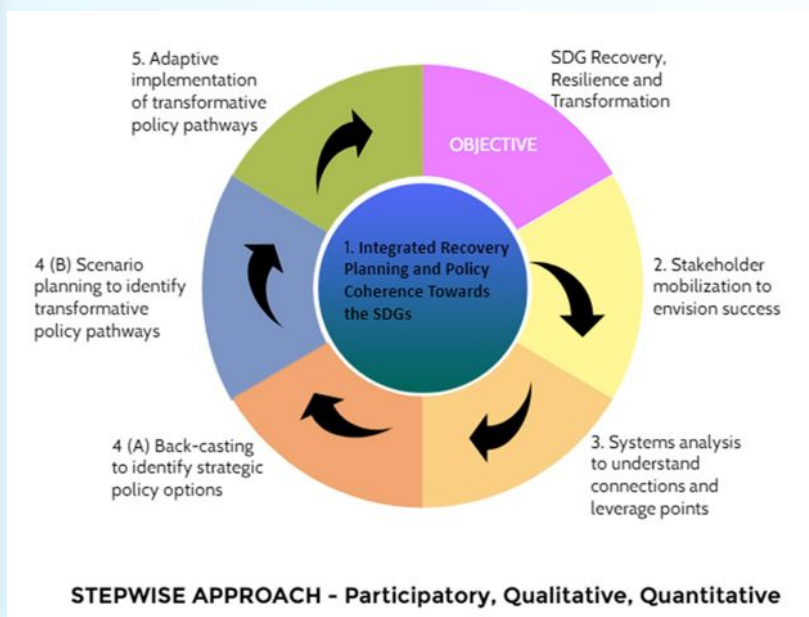 5. Adaptive
implementation
of transformative
policy pathways
SDG Recovery,
Resilience and
Transformation
OBJECTIVE
1. Integrated Recovery
Planning and Policy
Coherence Towards
the SDGs
2. Stakeholder
mobilization to
envision success
4 (B) Scenario
planning to identify
transformative
policy pathways
3. Systems analysis
to understand
connections and
leverage points
4 (A) Back-casting
to identify strategic
policy options
STEPWISE APPROACH - Participatory, Qualitative, Quantitative